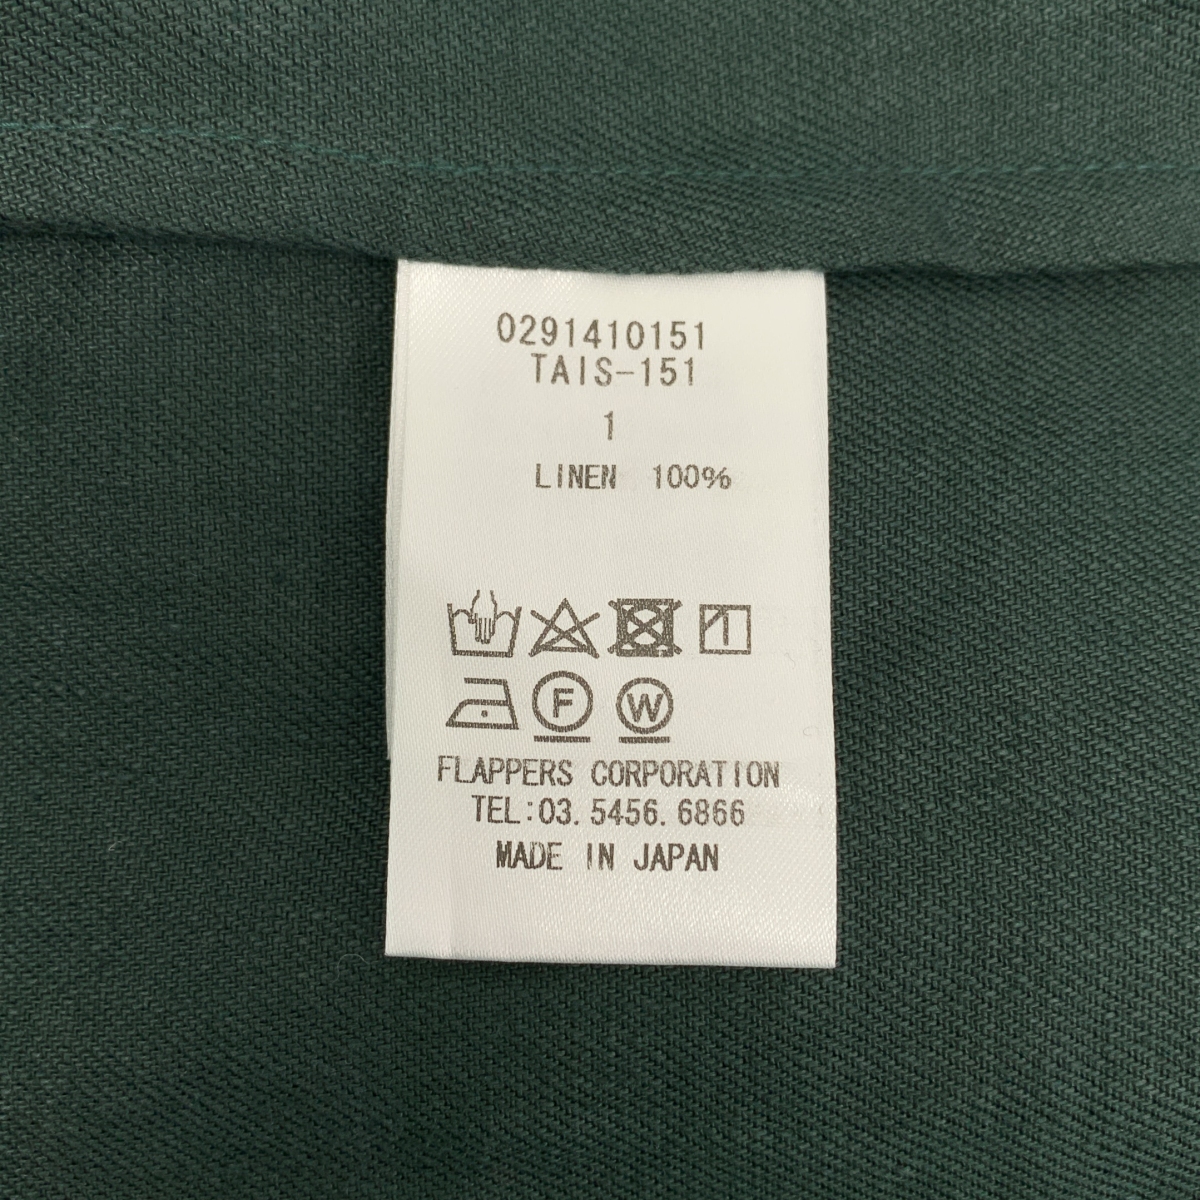 0291410151
TAIS-151
1
LINEN 100%
F W
FLAPPERS CORPORATION
TEL:03.5456.6866
MADE IN JAPAN